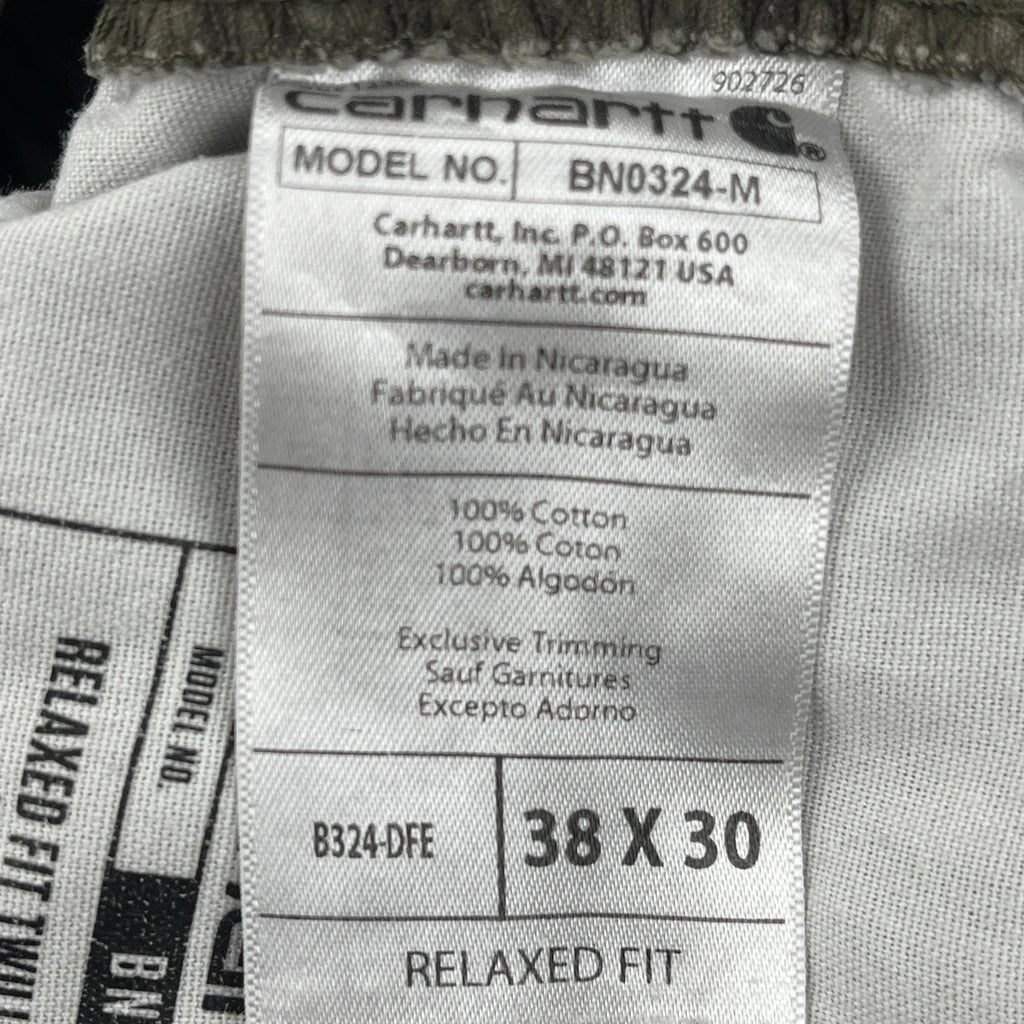 902726
carhartt
MODEL NO. BN0324-M
Carhartt, Inc. P.O. Box 600
Dearborn, MI 48121 USA
carhartt.com
Made In Nicaragua
Fabriqué Au Nicaragua
Hecho En Nicaragua
100% Cotton
100% Coton
100% Algodón
Exclusive Trimming
Sauf Garnitures
Excepto Adorno
B324-DFE 38 X 30
RELAXED FIT
RELAXED FIT
MODEL NO.
BN